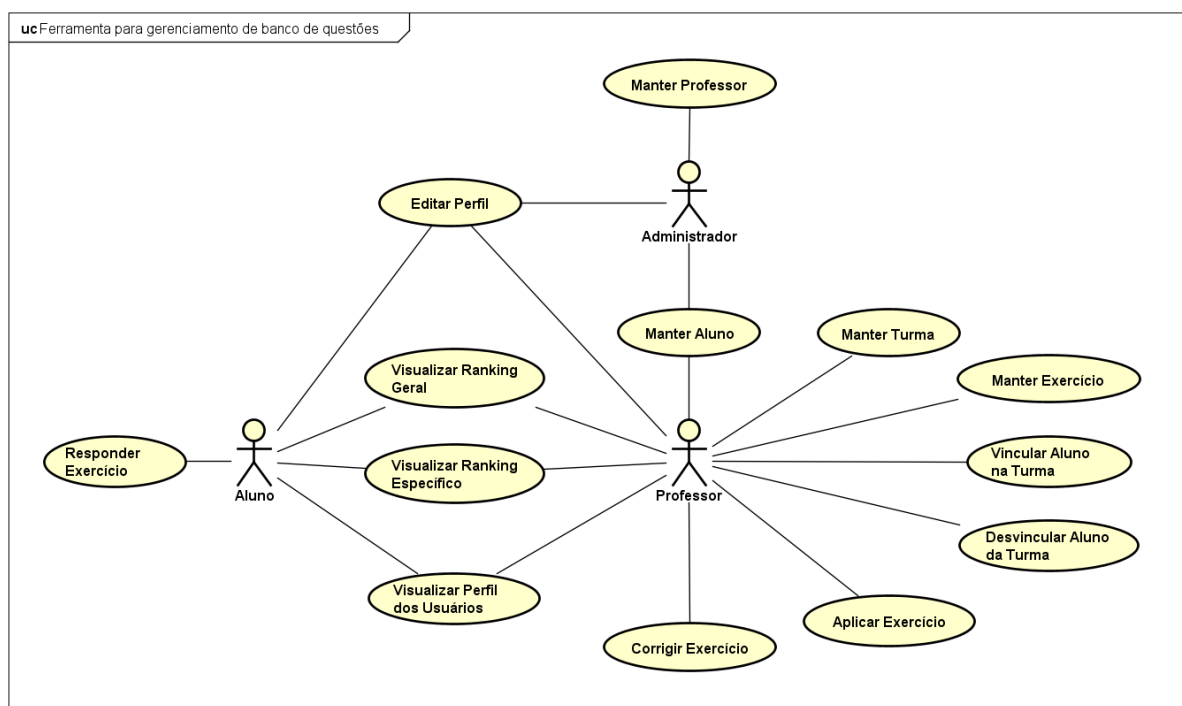 uc Ferramenta para gerenciamento de banco de questões
Manter Professor
Editar Perfil
Administrador
Manter Aluno
Manter Turma
Visualizar Ranking
Geral
Manter Exercício
Responder
Exercício
Aluno
Visualizar Ranking
Específico
Professor
Vincular Aluno
na Turma
Desvincular Aluno
da Turma
Visualizar Perfil
dos Usuários
Corrigir Exercício
Aplicar Exercício